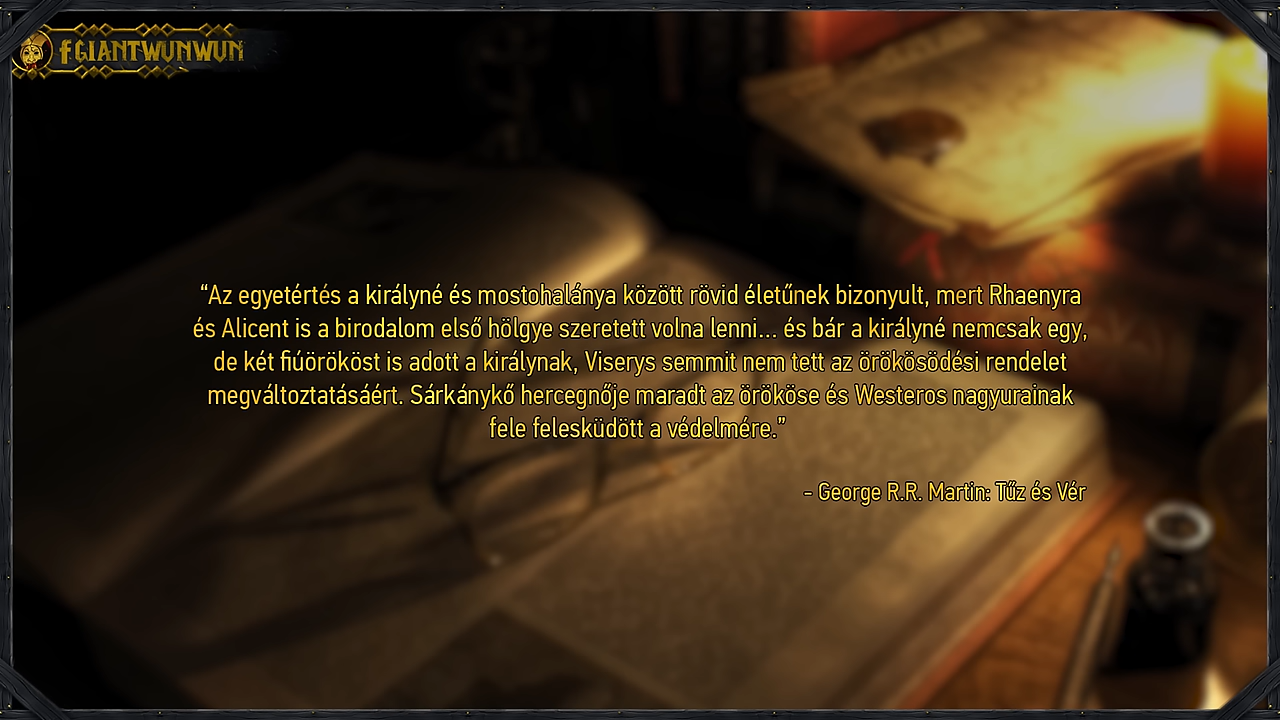 fGIANTWUNWUN
“Az egyetértés a királyné és mostohalánya között rövid életűnek bizonyult, mert Rhaenyra
és Alicent is a birodalom első hölgye szeretett volna lenni... és bár a királyné nemcsak egy,
de két fiúörököst is adott a királynak, Viserys semmit nem tett az örökösödési rendelet
megváltoztatásáért. Sárkánykő hercegnője maradt az örököse és Westeros nagyurainak
fele felesküdött a védelmére.”
- George R.R. Martin: Tűz és Vér